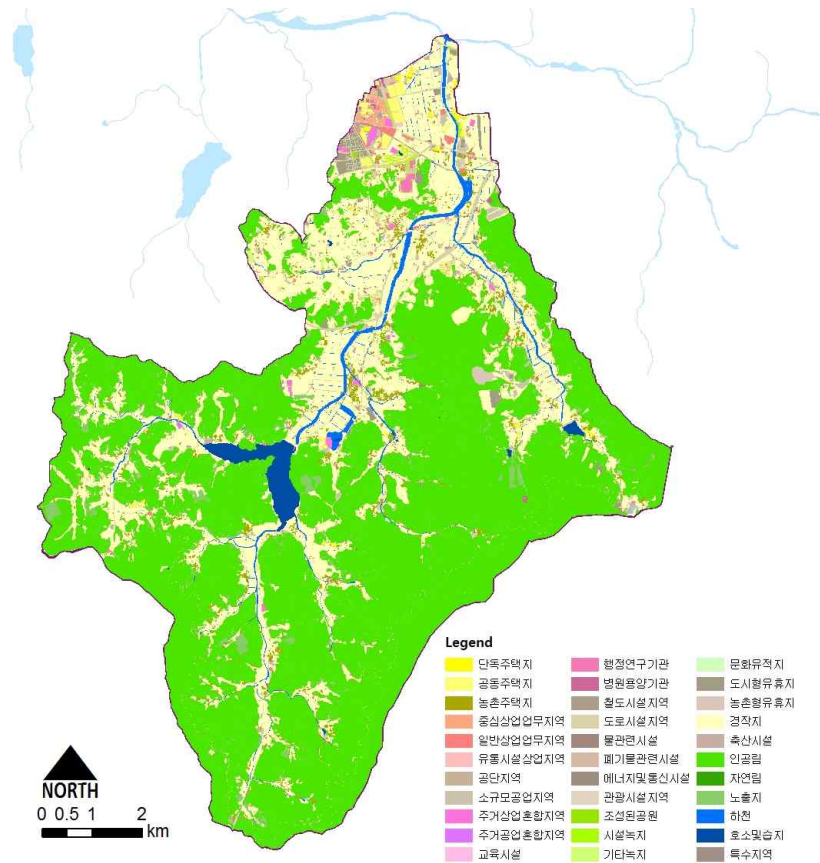 Legend
단독주택지
공동주택지
농촌주택지
중심상업업무지역
일반상업업무지역
유통시설상업지역
공단지역
소규모공업지역
주거상업혼합지역
주거공업혼합지역
교육시설
행정연구기관
병원요양기관
철도시설지역
도로시설지역
물관련시설
폐기물관련시설
에너지및통신시설
관광시설지역
조성된공원
시설녹지
기타녹지
문화유적지
도시형유휴지
농촌형유휴지
경작지
축산시설
인공림
자연림
노출지
하천
호소및습지
특수지역
NORTH
0 0.5 1 2
km